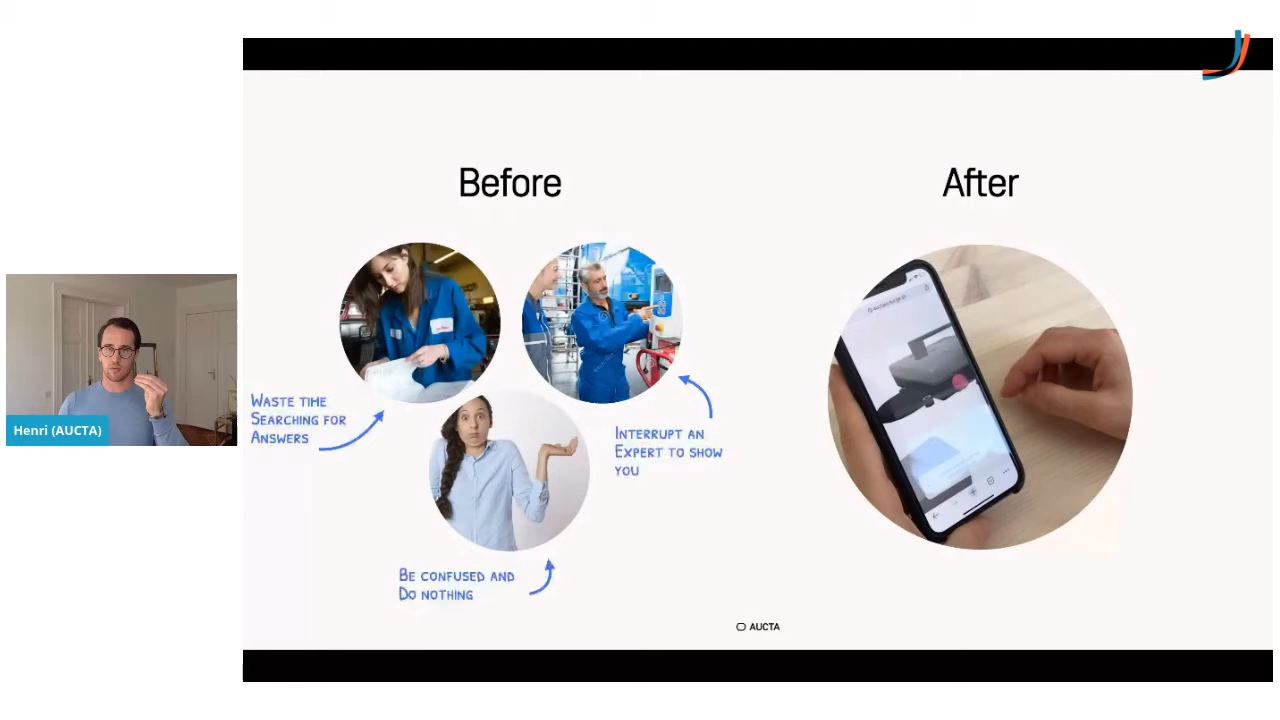 Before
After
Waste time
Searching for
Answers
Interrupt an
Expert to show
you
Be confused and
Do nothing
AUCTA
Henri (AUCTA)